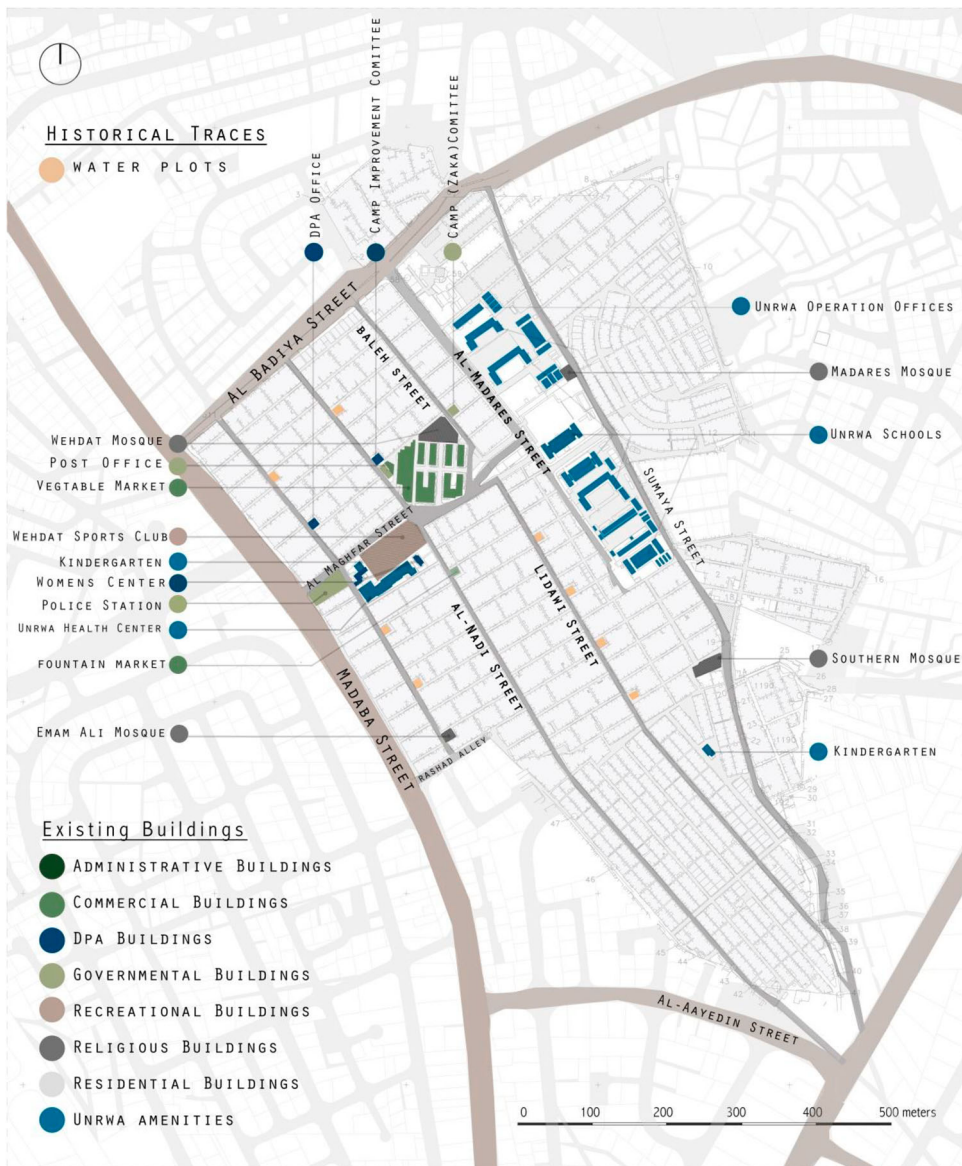 HISTORICAL TRACES
WATER PLOTS
DPA OFFICE
CAMP IMPROVEMENT COMITTEE
CAMP (ZAKA)COMITTEE
UNRWA OPERATION OFFICES
MADARES MOSQUE
UNRWA SCHOOLS
SOUTHERN MOSQUE
KINDERGARTEN
AL BADIYA STREET
BALEH STREET
AL-MADARES STREET
SUMAYA STREET
AL MAGHFAR STREET
LIDAWI STREET
AL-NADI STREET
MADABA STREET
RASHAD ALLEY
AL-AAYEDIN STREET
WEHDAT MOSQUE
POST OFFICE
VEGTABLE MARKET
WEHDAT SPORTS CLUB
KINDERGARTEN
WOMENS CENTER
POLICE STATION
UNRWA HEALTH CENTER
FOUNTAIN MARKET
EMAM ALI MOSQUE
Existing Buildings
ADMINISTRATIVE BUILDINGS
COMMERCIAL BUILDINGS
DPA BUILDINGS
GOVERNMENTAL BUILDINGS
RECREATIONAL BUILDINGS
RELIGIOUS BUILDINGS
RESIDENTIAL BUILDINGS
UNRWA AMENITIES
0 100 200 300 400 500 meters